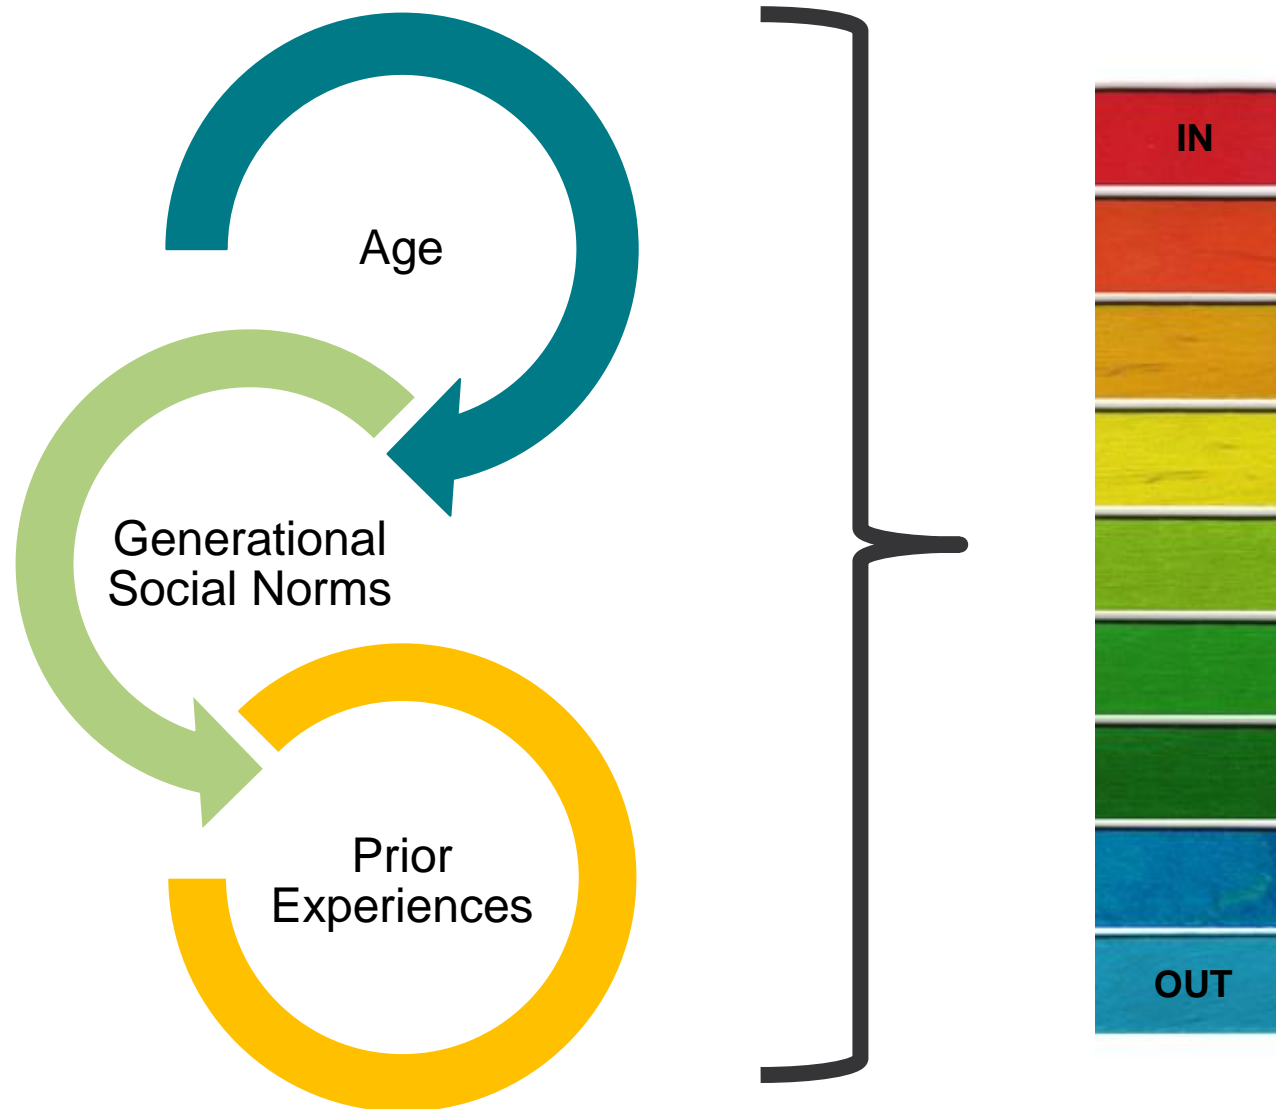 Age
Generational
Social Norms
Prior
Experiences
IN
OUT